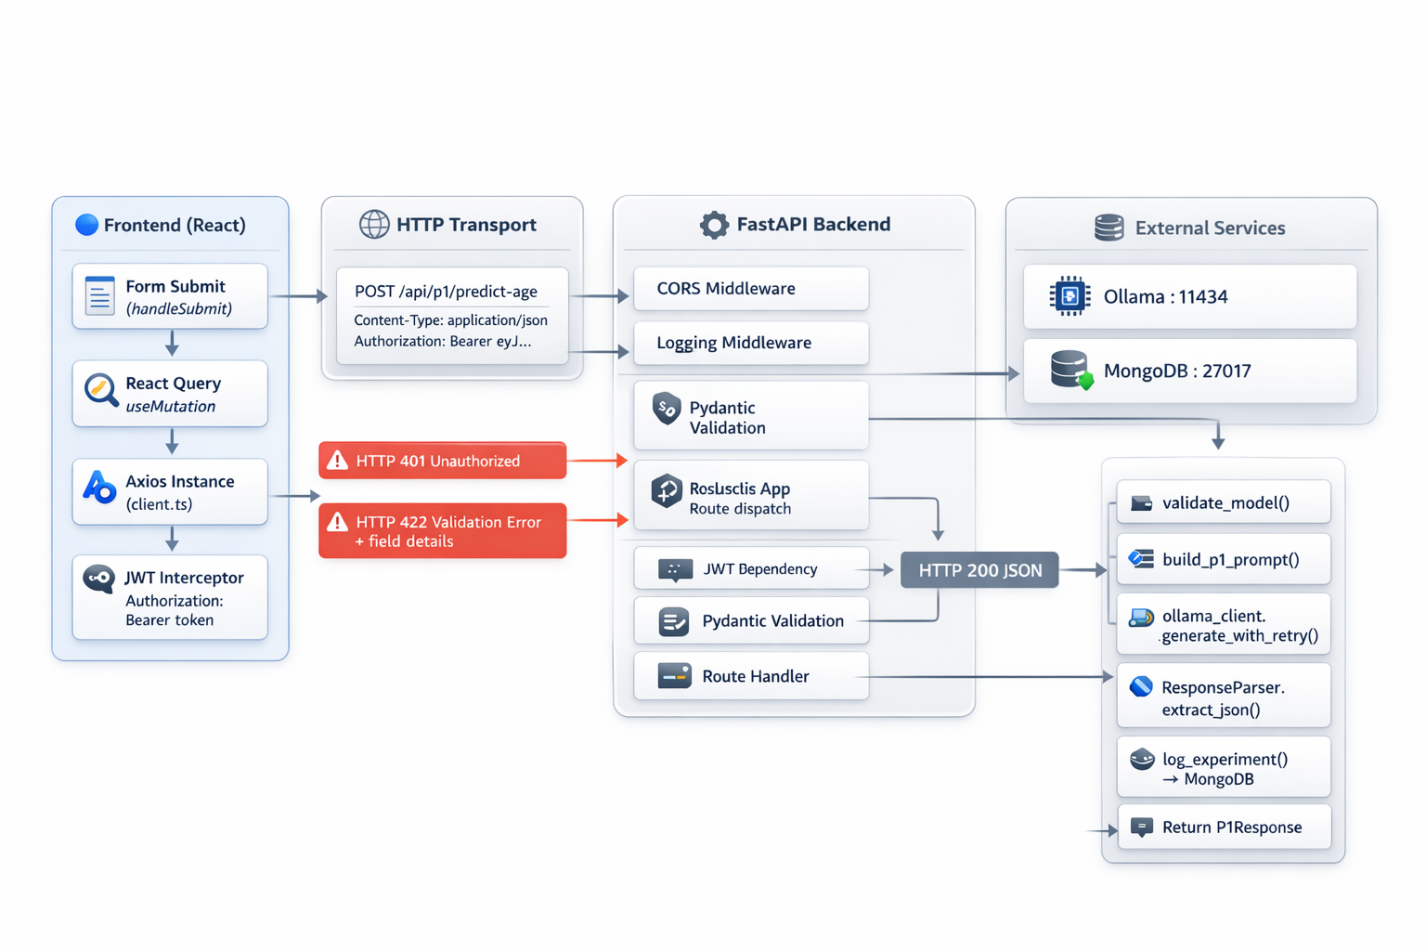 Frontend (React)
Form Submit
(handleSubmit)
React Query
useMutation
Axios Instance
(client.ts)
JWT Interceptor
Authorization:
Bearer token
HTTP Transport
POST /api/p1/predict-age
Content-Type: application/json
Authorization: Bearer eyJ...
HTTP 401 Unauthorized
HTTP 422 Validation Error
+ field details
FastAPI Backend
CORS Middleware
Logging Middleware
Pydantic
Validation
Roslusctis App
Route dispatch
JWT Dependency
Pydantic Validation
Route Handler
HTTP 200 JSON
External Services
Ollama : 11434
MongoDB : 27017
validate_model()
build_p1_prompt()
ollama_client.
.generate_with_retry()
ResponseParser.
extract_json()
log_experiment()
→ MongoDB
Return P1Response